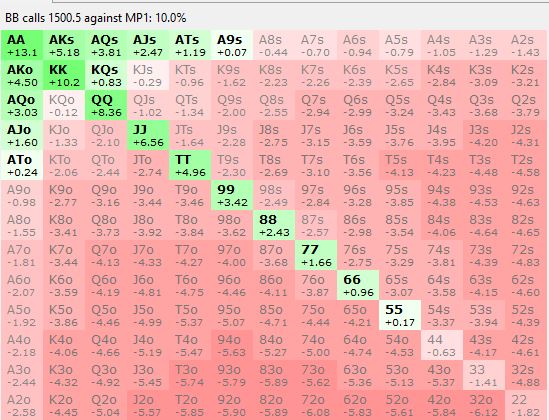 BB calls 1500.5 against MP1: 10.0%
AA AKs AQs AJs ATs A9s A8s A7s A6s A5s A4s A3s A2s
+13.1 +5.18 +3.81 +2.47 +1.19 +0.07 -0.44 -0.70 -0.94 -0.75 -1.05 -1.29 -1.43
AKo KK KQs KJs KTs K9s K8s K7s K6s K5s K4s K3s K2s
+4.50 +10.2 +0.83 -0.29 -0.96 -1.62 -2.23 -2.26 -2.39 -2.65 -2.84 -3.09 -3.21
AQo KQo QQ QJs QTs Q9s Q8s Q7s Q6s Q5s Q4s Q3s Q2s
+3.03 -0.12 +8.36 -1.02 -1.34 -2.00 -2.55 -2.95 -2.99 -3.24 -3.43 -3.68 -3.79
AJo KJo QJo JJ JTs J9s J8s J7s J6s J5s J4s J3s J2s
+1.60 -1.33 -2.10 +6.56 -1.64 -2.28 -2.75 -3.15 -3.59 -3.76 -3.95 -4.20 -4.31
ATo KTo QTo JTo TT T9s T8s T7s T6s T5s T4s T3s T2s
+0.24 -2.06 -2.44 -2.74 +4.96 -2.30 -2.69 -3.10 -3.56 -4.13 -4.23 -4.48 -4.58
A9o K9o Q9o J9o T9o 99 98s 97s 96s 95s 94s 93s 92s
-0.98 -2.77 -3.16 -3.44 -3.46 +3.42 -2.49 -2.84 -3.28 -3.85 -4.38 -4.53 -4.63
A8o K8o Q8o J8o T8o 98o 88 87s 86s 85s 84s 83s 82s
-1.55 -3.41 -3.73 -3.92 -3.84 -3.62 +2.43 -2.57 -2.98 -3.54 -4.06 -4.64 -4.65
A7o K7o Q7o J7o T7o 97o 87o 77 76s 75s 74s 73s 72s
-1.81 -3.44 -4.13 -4.33 -4.27 -4.00 -3.68 +1.66 -2.75 -3.29 -3.81 -4.39 -4.83
A6o K6o Q6o J6o T6o 96o 86o 76o 66 65s 64s 63s 62s
-2.07 -3.59 -4.19 -4.81 -4.75 -4.46 -4.11 -3.87 +0.96 -3.07 -3.58 -4.15 -4.60
A5o K5o Q5o J5o T5o 95o 85o 75o 65o 55 54s 53s 52s
-1.92 -3.86 -4.46 -4.99 -5.37 -5.07 -4.71 -4.44 -4.21 +0.17 -3.37 -3.94 -4.39
A4o K4o Q4o J4o T4o 94o 84o 74o 64o 54o 44 43s 42s
-2.18 -4.06 -4.66 -5.19 -5.47 -5.63 -5.27 -5.00 -4.74 -4.53 -0.63 -4.17 -4.61
A3o K3o Q3o J3o T3o 93o 83o 73o 63o 53o 43o 33 32s
-2.44 -4.32 -4.92 -5.45 -5.74 -5.79 -5.89 -5.62 -5.36 -5.13 -5.37 -1.41 -4.88
A2o K2o Q2o J2o T2o 92o 82o 72o 62o 52o 42o 32o 22
-2.58 -4.45 -5.04 -5.57 -5.85 -5.90 -5.92 -6.08 -5.83 -5.61 -5.84 -6.12 -1.82